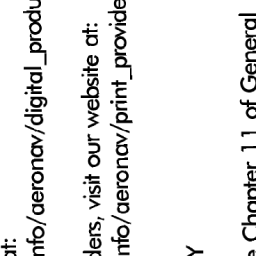 at:
nfo/aeronav/digital_produ
ders, visit our website at:
nfo/aeronav/print_provide
Y
e Chapter 11 of General